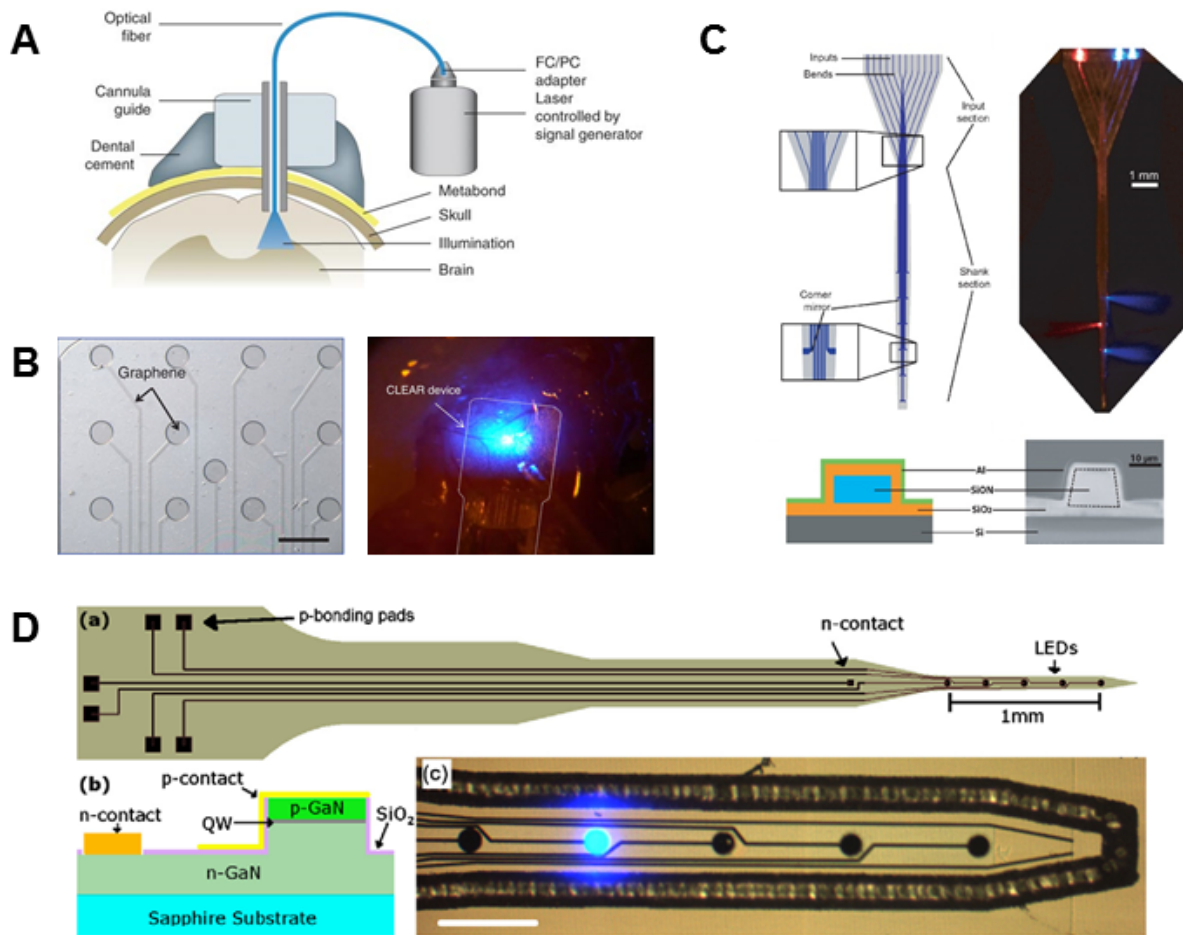 A
Optical
fiber
Cannula
guide
Dental
cement
FC/PC
adapter
Laser
controlled by
signal generator
Metabond
Skull
Illumination
Brain
B
Graphene
CLEAR device
C
Inputs
Bends
Input
section
Corner
mirror
Shank
section
1 mm
Al
SiON
SiO₂
Si
10 µm
D
(a)
p-bonding pads
n-contact
LEDs
1mm
(b)
p-contact
n-contact
p-GaN
QW
SiO₂
n-GaN
Sapphire Substrate
(c)